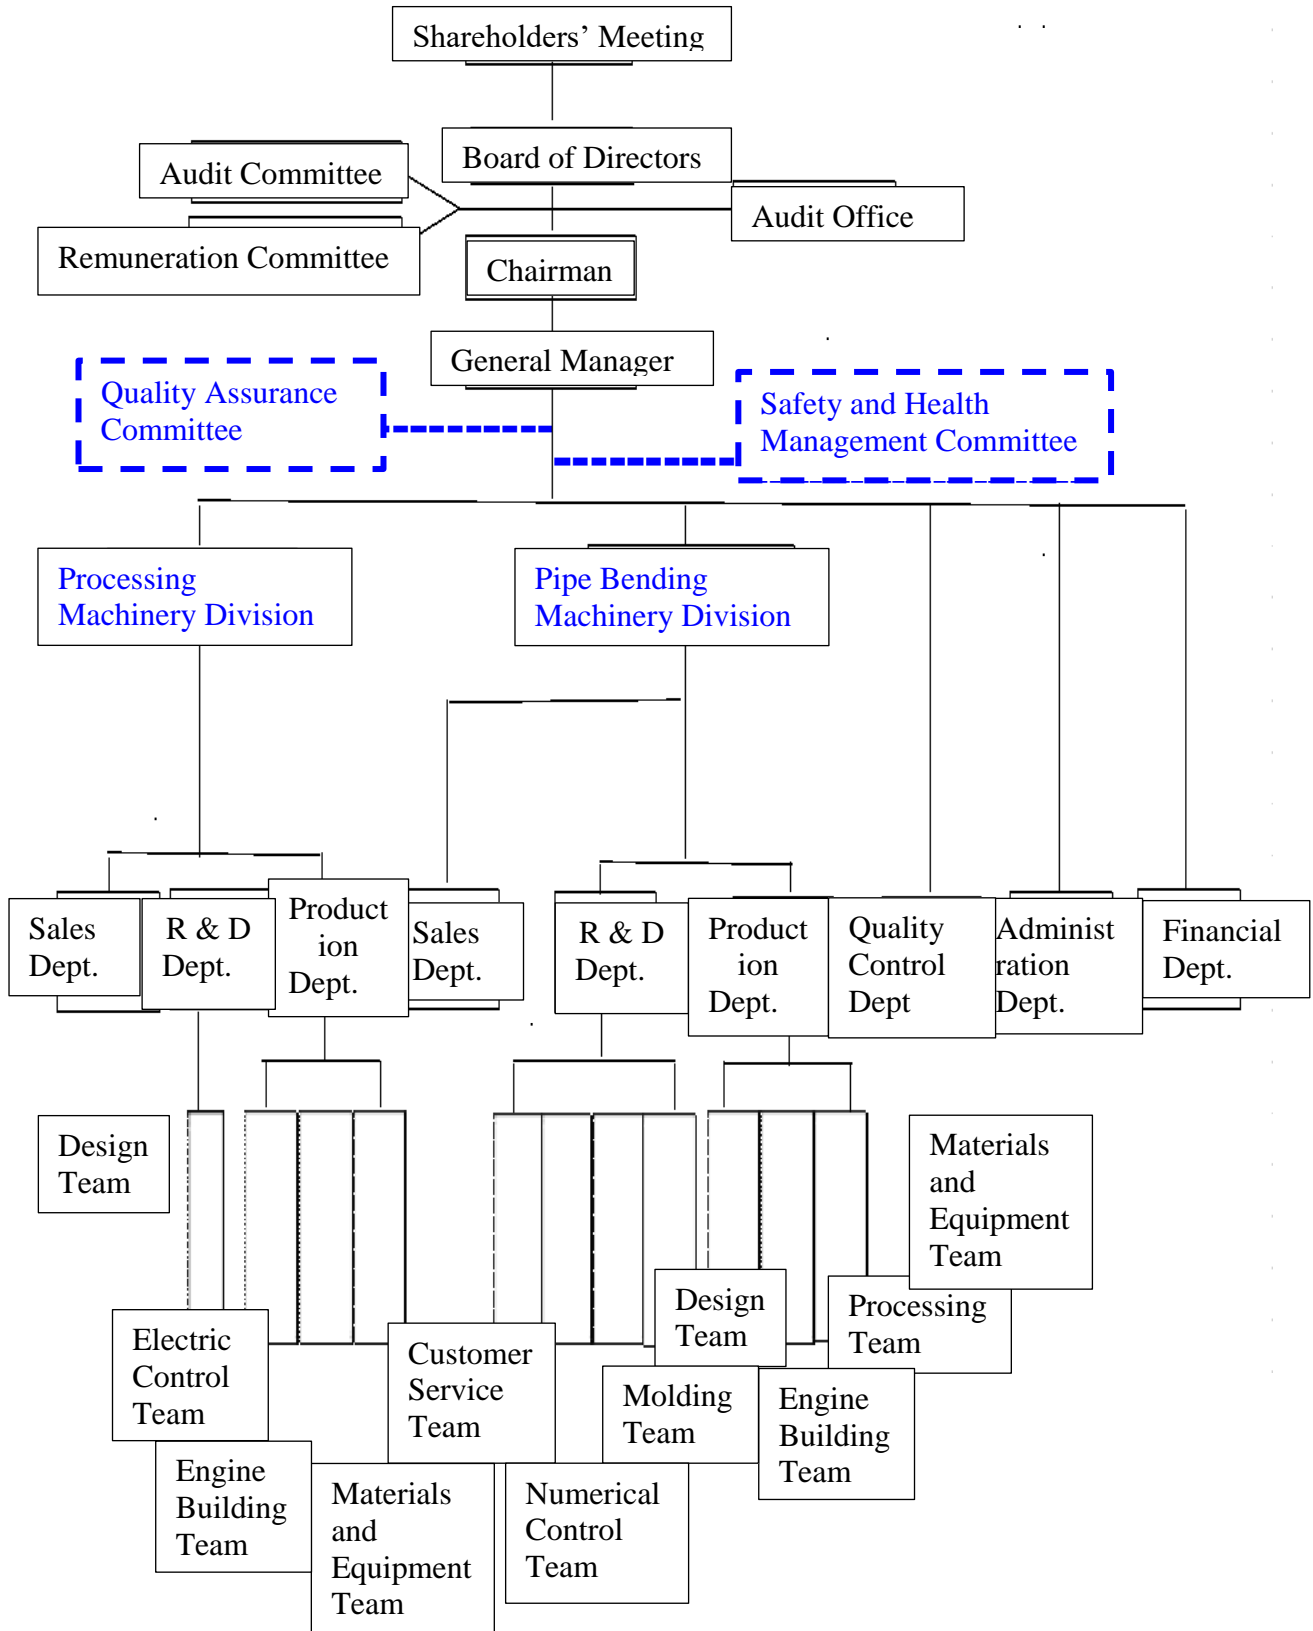 Shareholders’ Meeting
Board of Directors
Audit Committee
Audit Office
Remuneration Committee
Chairman
General Manager
Quality Assurance
Committee
Safety and Health
Management Committee
Processing
Machinery Division
Pipe Bending
Machinery Division
Sales
Dept.
R & D
Dept.
Product
ion
Dept.
Sales
Dept.
R & D
Dept.
Product
ion
Dept.
Quality
Control
Dept
Administ
ration
Dept.
Financial
Dept.
Design
Team
Electric
Control
Team
Engine
Building
Team
Materials
and
Equipment
Team
Customer
Service
Team
Numerical
Control
Team
Molding
Team
Design
Team
Engine
Building
Team
Processing
Team
Materials
and
Equipment
Team